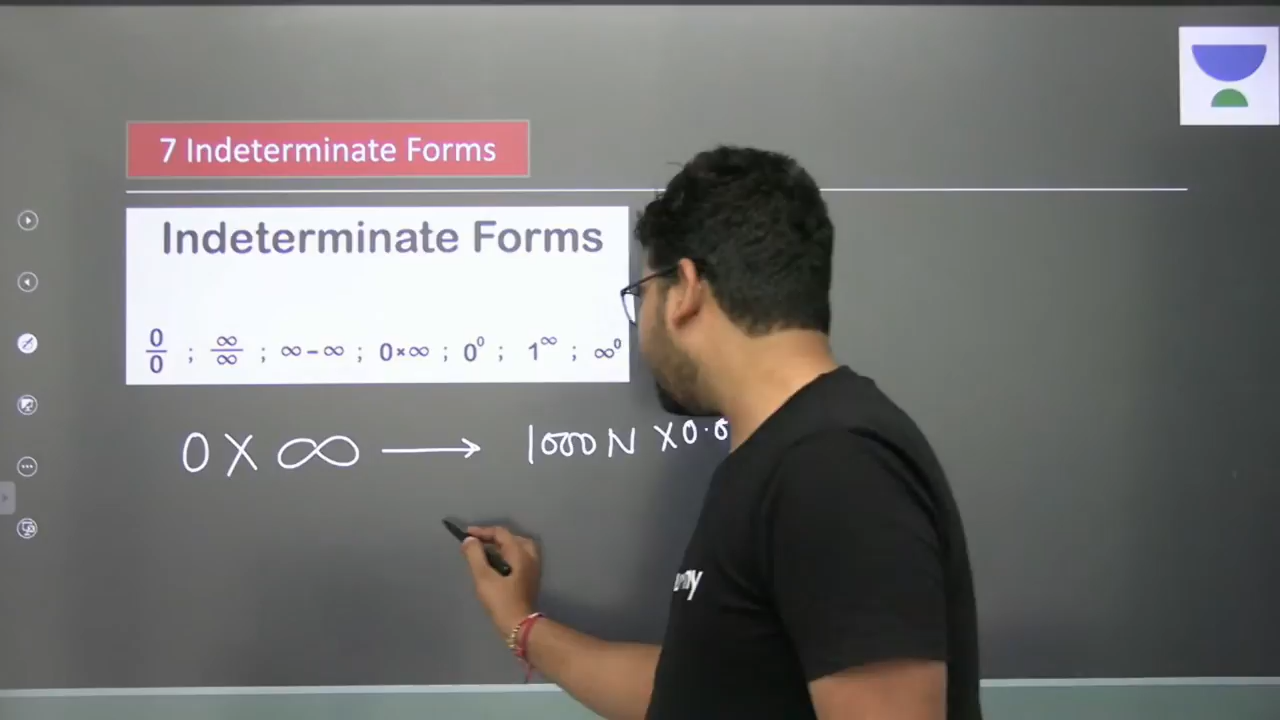 7 Indeterminate Forms
Indeterminate Forms
0/0 ; ∞/∞ ; ∞-∞ ; 0×∞ ; 0⁰ ; 1^∞ ; ∞⁰
0 X ∞ → 1000 N X 0.0